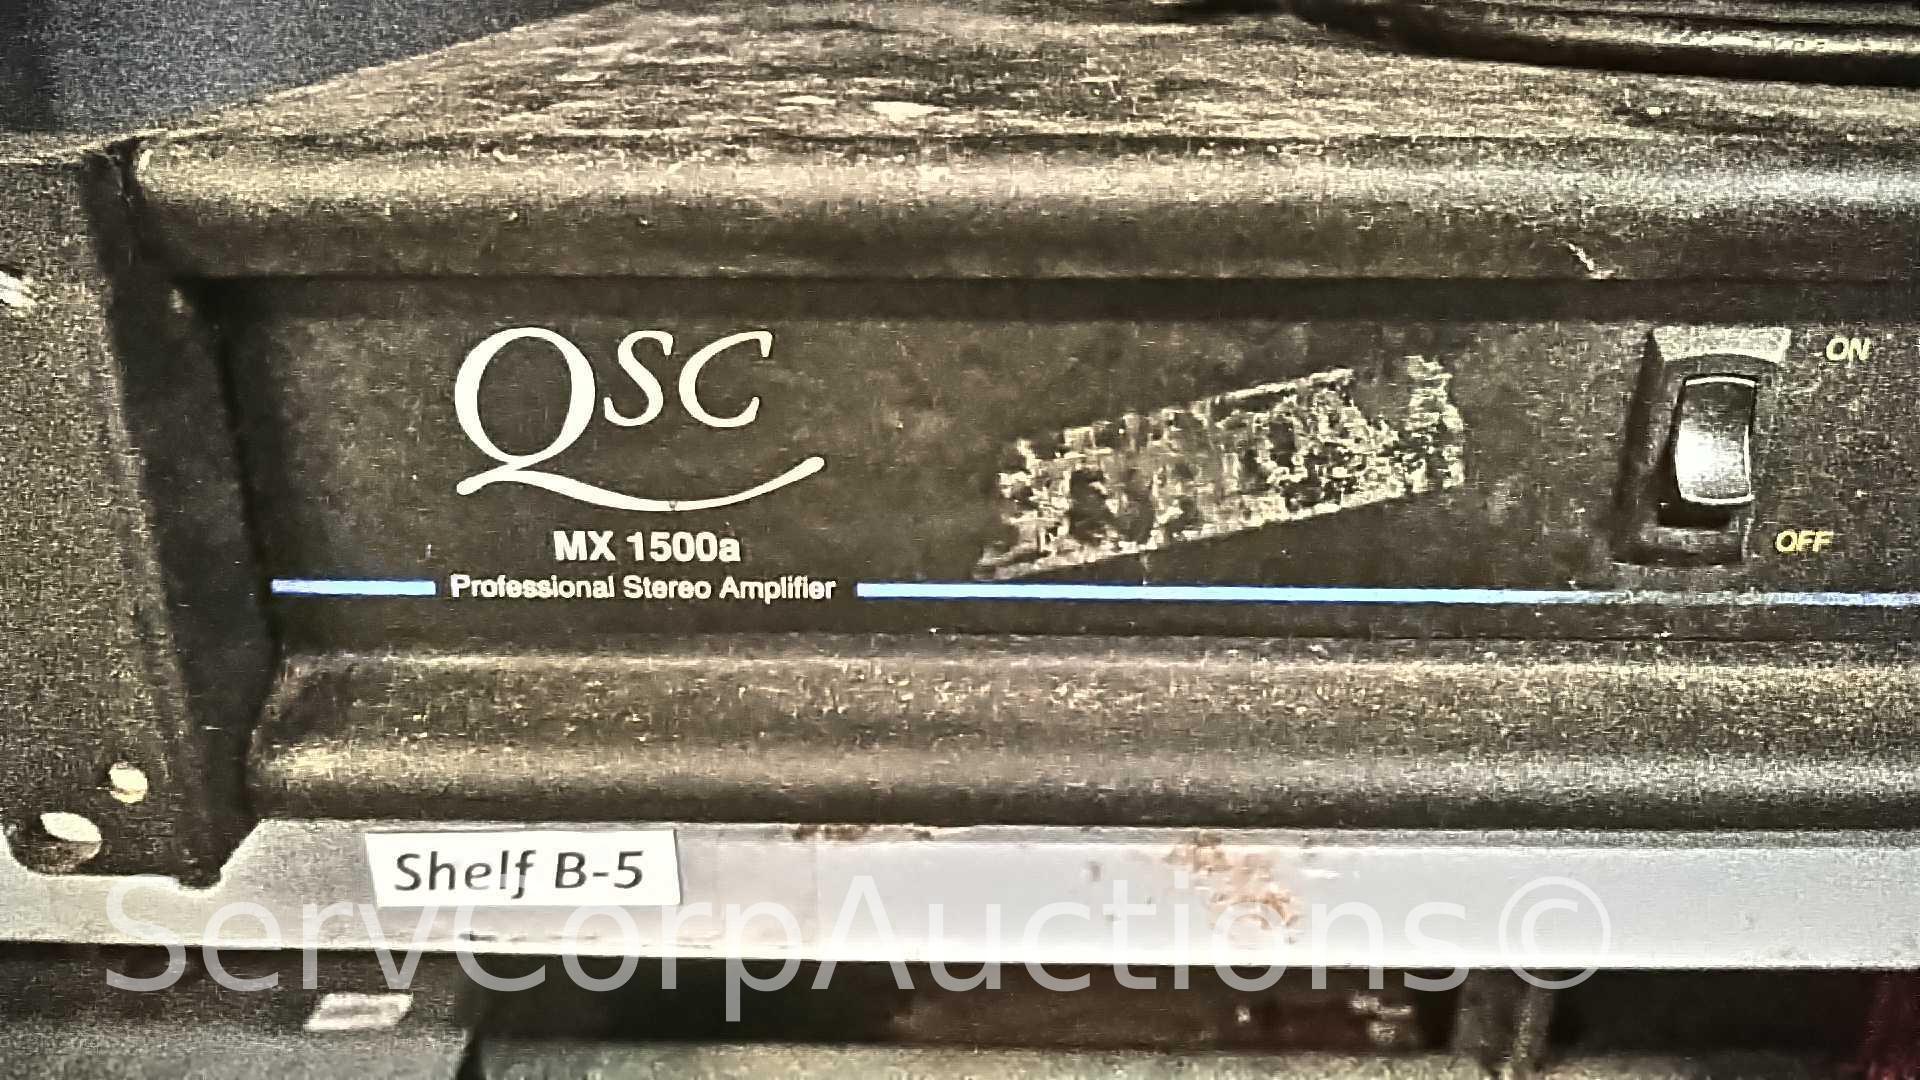 QSC
MX 1500a
Professional Stereo Amplifier
ON
OFF
Shelf B-5
ServCorpAuctions©